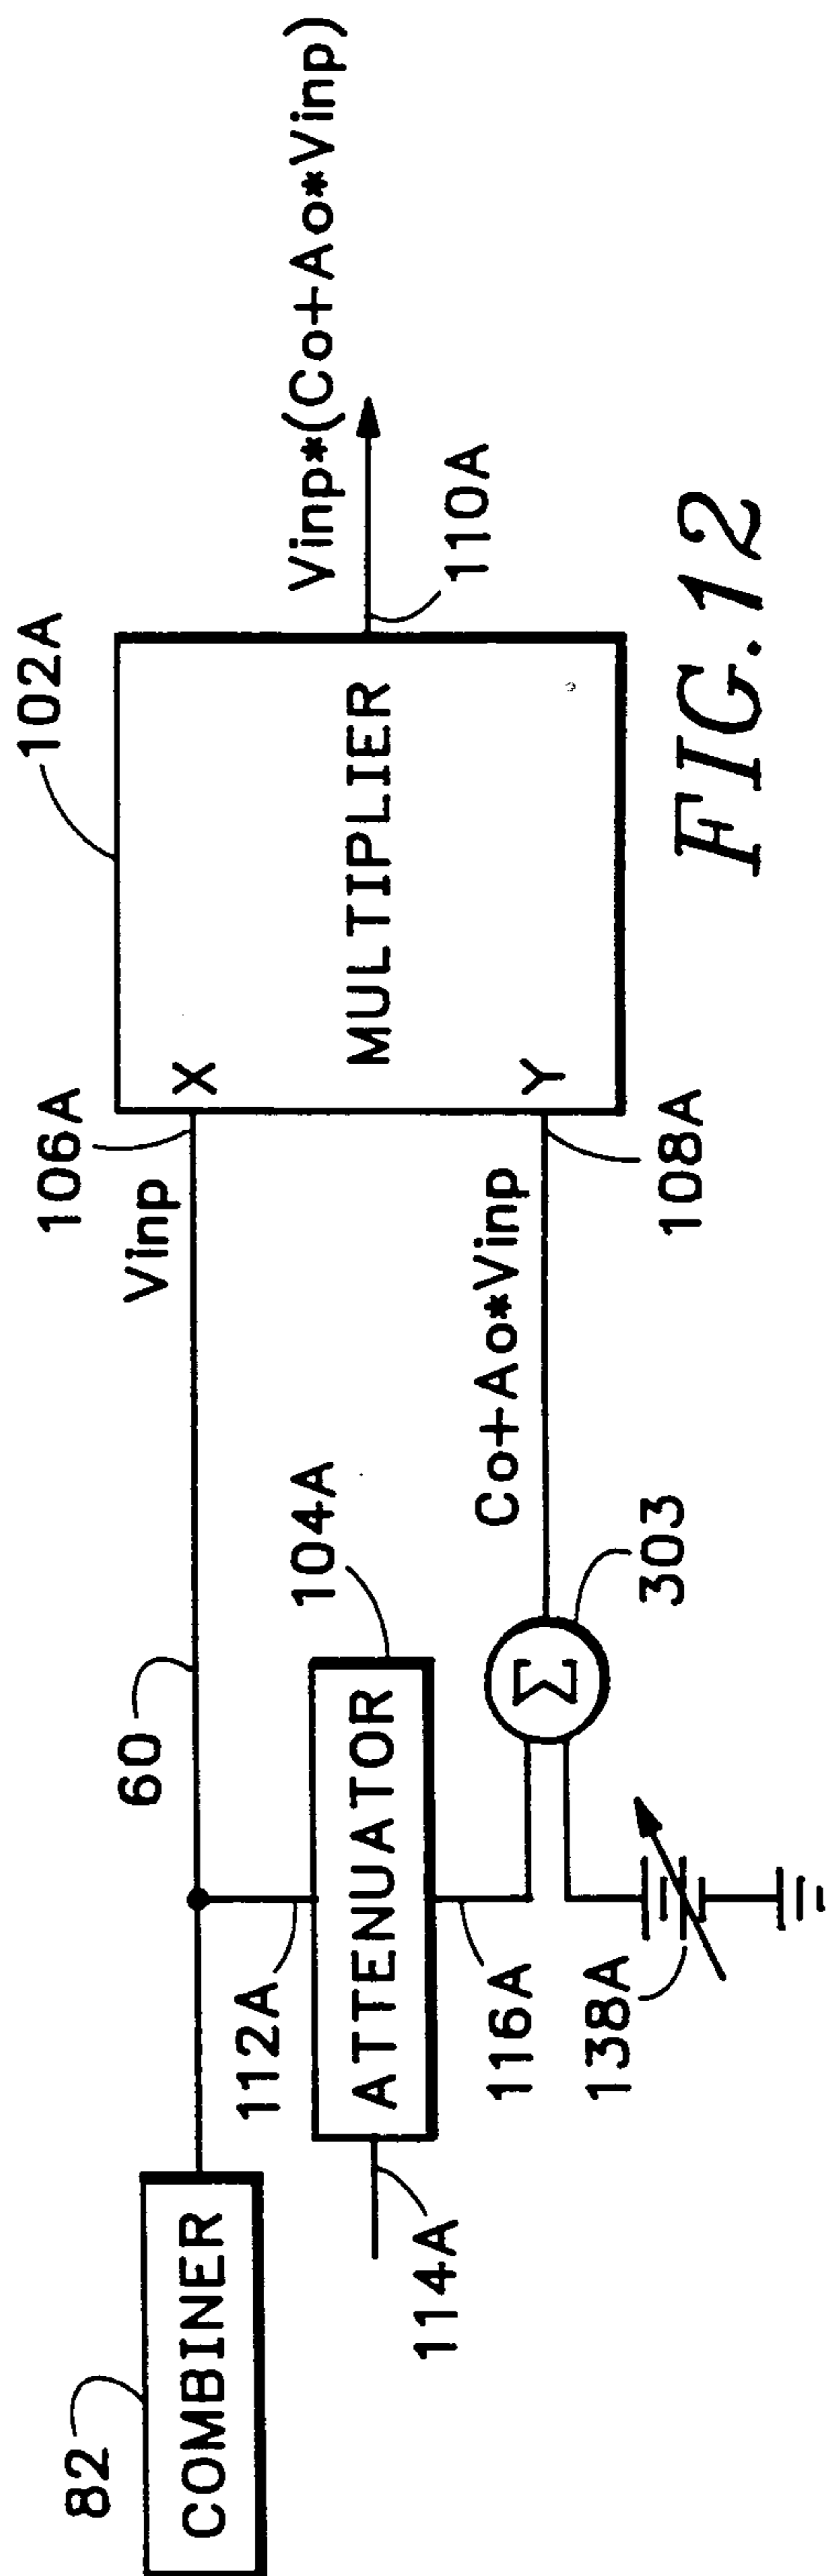 82
COMBINER
60
112A
114A
ATTENUATOR
104A
116A
138A
Σ
303
Vinp
106A
Co+Ao*Vinp
108A
X
Y
MULTIPLIER
102A
110A
Vinp*(Co+Ao*Vinp)
FIG.12